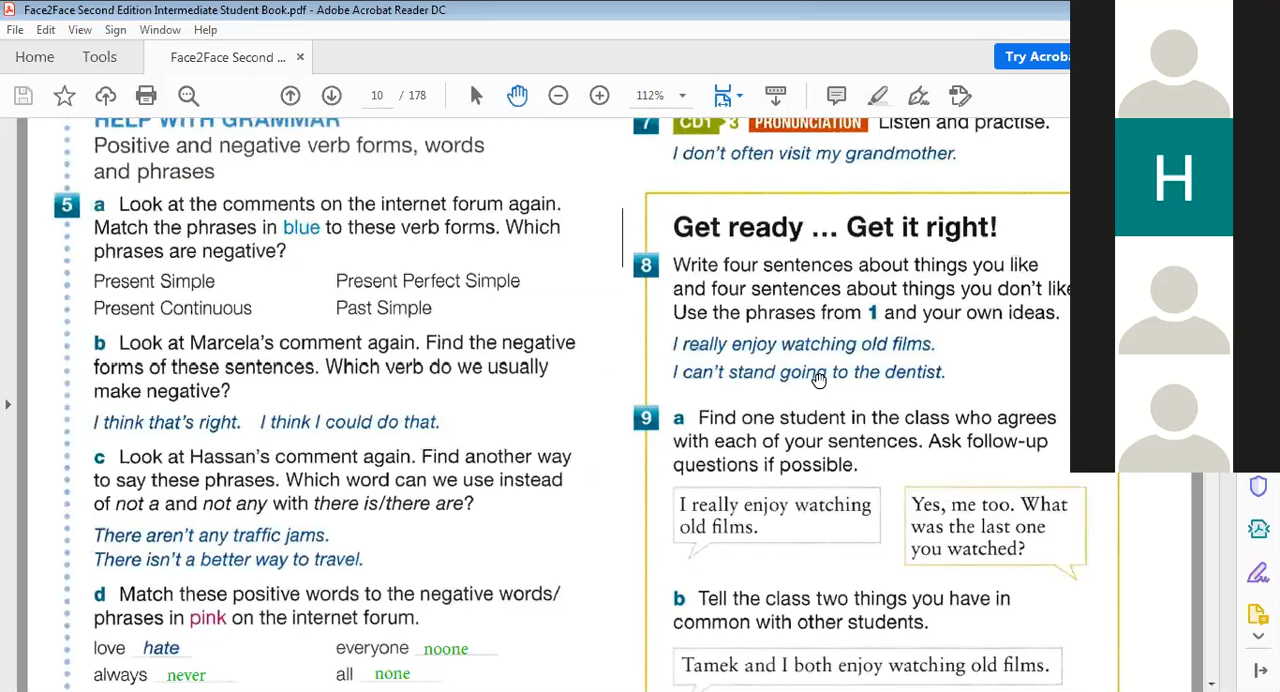 Face2Face Second Edition Intermediate Student Book.pdf - Adobe Acrobat Reader DC
File Edit View Sign Window Help
Home Tools Face2Face Second ... × Try Acroba
10 / 178 112%
HELP WITH GRAMMAR
Positive and negative verb forms, words
and phrases
5 a Look at the comments on the internet forum again.
Match the phrases in blue to these verb forms. Which
phrases are negative?
Present Simple Present Perfect Simple
Present Continuous Past Simple
b Look at Marcela's comment again. Find the negative
forms of these sentences. Which verb do we usually
make negative?
I think that's right. I think I could do that.
c Look at Hassan's comment again. Find another way
to say these phrases. Which word can we use instead
of not a and not any with there is/there are?
There aren't any traffic jams.
There isn't a better way to travel.
d Match these positive words to the negative words/
phrases in pink on the internet forum.
love hate everyone noone
always never all none
7 CD1 3 PRONUNCIATION Listen and practise.
I don't often visit my grandmother.
Get ready ... Get it right!
8 Write four sentences about things you like
and four sentences about things you don't like
Use the phrases from 1 and your own ideas.
I really enjoy watching old films.
I can't stand going to the dentist.
9 a Find one student in the class who agrees
with each of your sentences. Ask follow-up
questions if possible.
I really enjoy watching
old films.
Yes, me too. What
was the last one
you watched?
b Tell the class two things you have in
common with other students.
Tamek and I both enjoy watching old films.
H